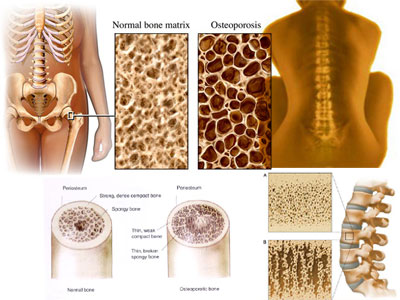 Normal bone matrix
Osteoporosis
Periosteum
Strong, dense compact bone
Spongy bone
Periosteum
Thin, weak
compact bone
Thin, broken
spongy bone
Normal bone
Osteoporotic bone
A
B